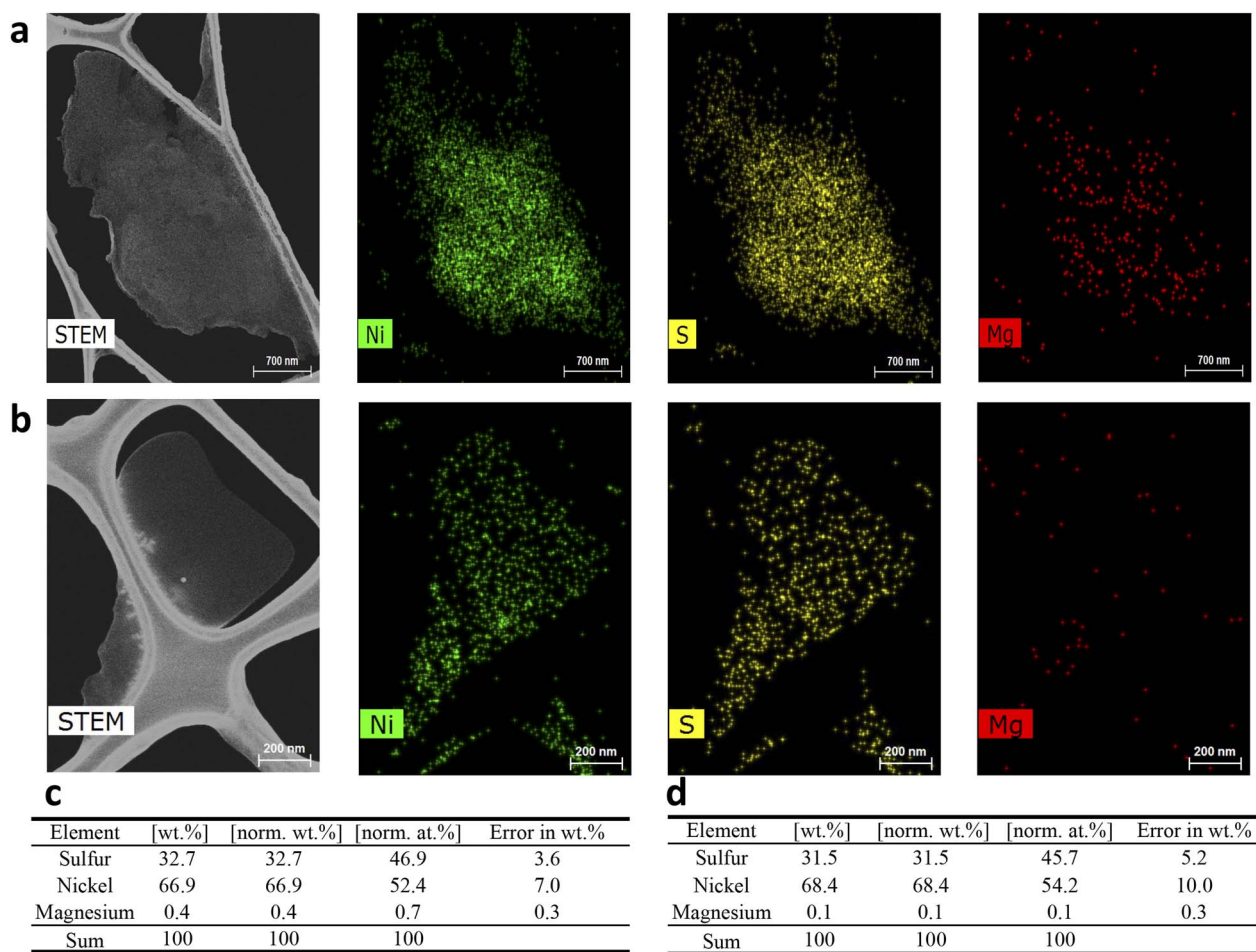 a
STEM
700 nm
Ni
700 nm
S
700 nm
Mg
700 nm
b
STEM
200 nm
Ni
200 nm
S
200 nm
Mg
200 nm
c
Element [wt.%] [norm. wt.%] [norm. at.%] Error in wt.%
Sulfur 32.7 32.7 46.9 3.6
Nickel 66.9 66.9 52.4 7.0
Magnesium 0.4 0.4 0.7 0.3
Sum 100 100 100
d
Element [wt.%] [norm. wt.%] [norm. at.%] Error in wt.%
Sulfur 31.5 31.5 45.7 5.2
Nickel 68.4 68.4 54.2 10.0
Magnesium 0.1 0.1 0.1 0.3
Sum 100 100 100